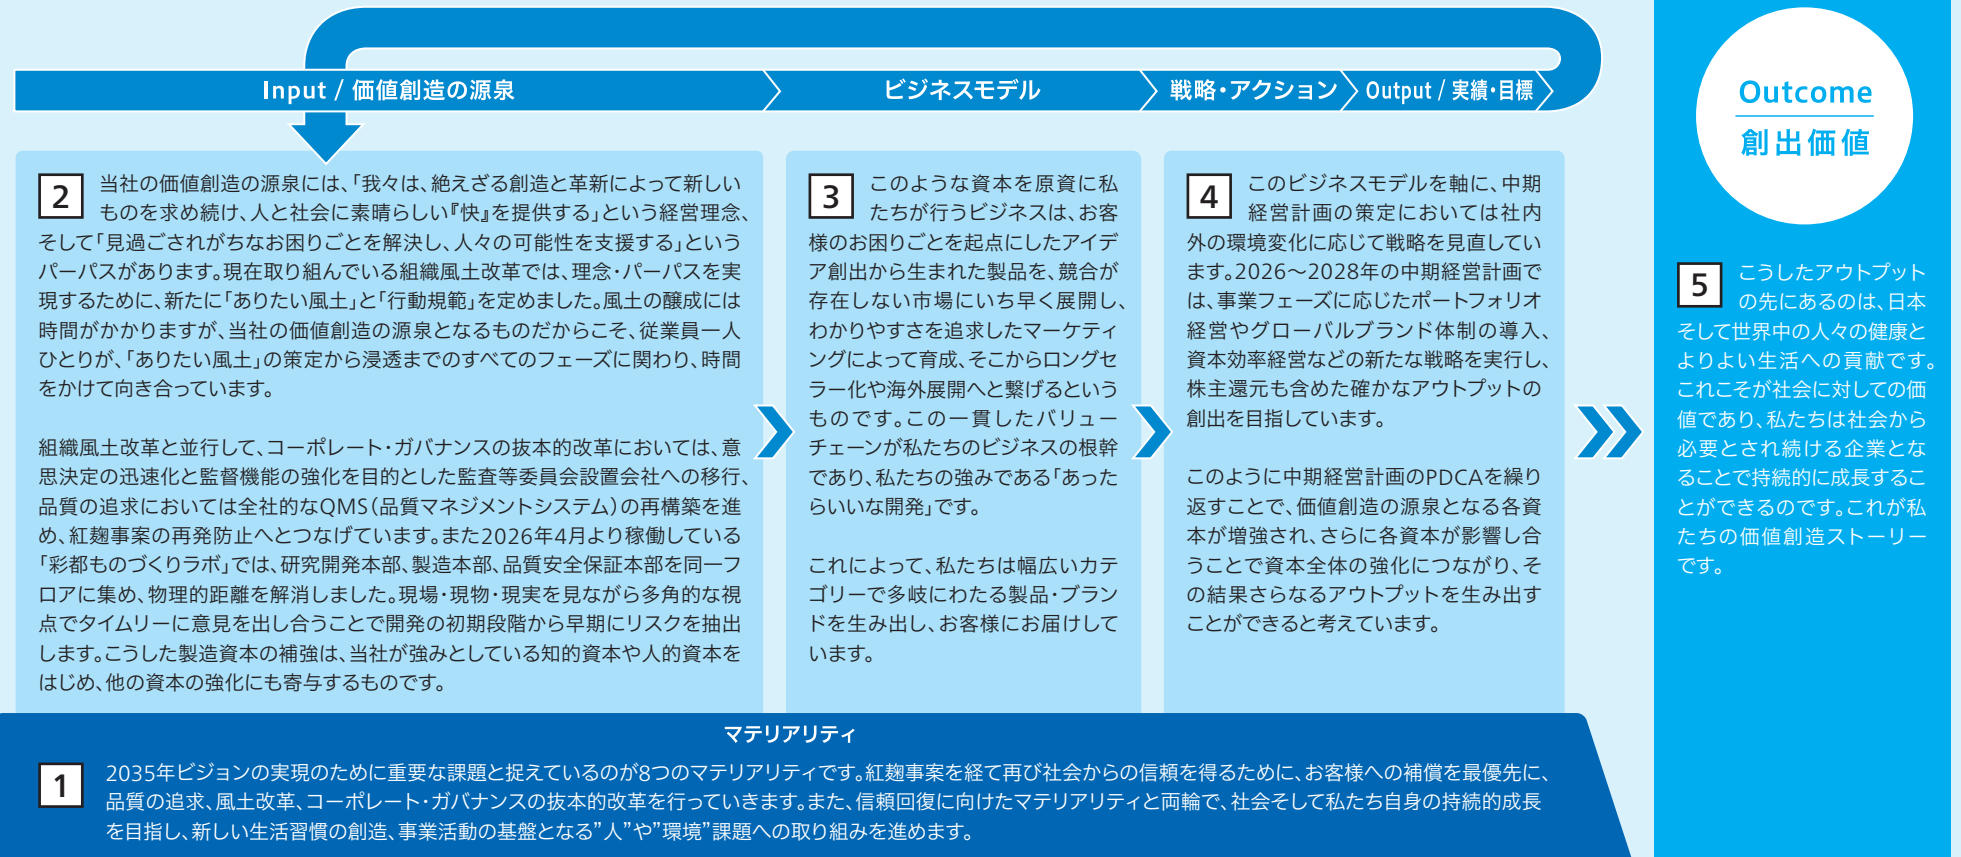 Input / 価値創造の源泉
ビジネスモデル
戦略・アクション
Output / 実績・目標
Outcome
創出価値
2
当社の価値創造の源泉には、「我々は、絶えざる創造と革新によって新しい
ものを求め続け、人と社会に素晴らしい『快』を提供する」という経営理念、
そして「見過ごされがちなお困りごとを解決し、人々の可能性を支援する」という
パーパスがあります。現在取り組んでいる組織風土改革では、理念・パーパスを実
現するために、新たに「ありたい風土」と「行動規範」を定めました。風土の醸成には
時間がかかりますが、当社の価値創造の源泉となるものだからこそ、従業員一人
ひとりが、「ありたい風土」の策定から浸透までのすべてのフェーズに関わり、時間
をかけて向き合っています。
組織風土改革と並行して、コーポレート・ガバナンスの抜本的改革においては、意
思決定の迅速化と監督機能の強化を目的とした監査等委員会設置会社への移行、
品質の追求においては全社的なQMS（品質マネジメントシステム）の再構築を進
め、紅麹事案の再発防止へとつなげています。また2026年4月より稼働している
「彩都ものづくりラボ」では、研究開発本部、製造本部、品質安全保証本部を同一フ
ロアに集め、物理的距離を解消しました。現場・現物・現実を見ながら多角的な視
点でタイムリーに意見を出し合うことで開発の初期段階から早期にリスクを抽出
します。こうした製造資本の補強は、当社が強みとしている知的資本や人的資本を
はじめ、他の資本の強化にも寄与するものです。
3
このような資本を原資に私
たちが行うビジネスは、お客
様のお困りごとを起点にしたアイデ
ア創出から生まれた製品を、競合が
存在しない市場にいち早く展開し、
わかりやすさを追求したマーケティ
ングによって育成、そこからロングセ
ラー化や海外展開へと繋げるという
ものです。この一貫したバリュー
チェーンが私たちのビジネスの根幹
であり、私たちの強みである「あった
らいいな開発」です。
これによって、私たちは幅広いカテ
ゴリーで多岐にわたる製品・ブラン
ドを生み出し、お客様にお届けして
います。
4
このビジネスモデルを軸に、中期
経営計画の策定においては社内
外の環境変化に応じて戦略を見直してい
ます。2026～2028年の中期経営計画で
は、事業フェーズに応じたポートフォリオ
経営やグローバルブランド体制の導入、
資本効率経営などの新たな戦略を実行し、
株主還元も含めた確かなアウトプットの
創出を目指しています。
このように中期経営計画のPDCAを繰り
返すことで、価値創造の源泉となる各資
本が増強され、さらに各資本が影響し合
うことで資本全体の強化につながり、そ
の結果さらなるアウトプットを生み出す
ことができると考えています。
5
こうしたアウトプット
の先にあるのは、日本
そして世界中の人々の健康と
よりよい生活への貢献です。
これこそが社会に対しての価
値であり、私たちは社会から
必要とされ続ける企業とな
ることで持続的に成長するこ
とができるのです。これが私
たちの価値創造ストーリー
です。
マテリアリティ
1
2035年ビジョンの実現のために重要な課題と捉えているのが8つのマテリアリティです。紅麹事案を経て再び社会からの信頼を得るために、お客様への補償を最優先に、
品質の追求、風土改革、コーポレート・ガバナンスの抜本的改革を行っていきます。また、信頼回復に向けたマテリアリティと両輪で、社会そして私たち自身の持続的成長
を目指し、新しい生活習慣の創造、事業活動の基盤となる”人”や”環境”課題への取り組みを進めます。